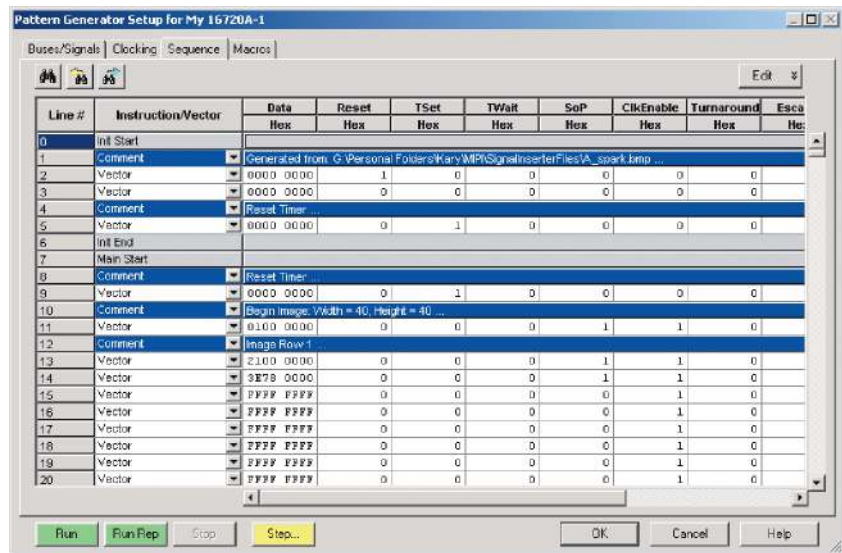 Pattern Generator Setup for My 16720A-1
Buses/Signals Clocking Sequence Macros
Edit
Line # Instruction/Vector Data Reset TSet TWait SoP ClkEnable Turnaround Esca
Hex Hex Hex Hex Hex Hex Hex He
0 Init Start
1 Comment Generated from: G:\Personal Folders\Kary\MIPI\SignalInserterFiles\A_spark.bmp ...
2 Vector 0000 0000 1 0 0 0 0 0
3 Vector 0000 0000 0 0 0 0 0 0
4 Comment Reset Timer ...
5 Vector 0000 0000 0 1 0 0 0 0
6 Init End
7 Main Start
8 Comment Reset Timer ...
9 Vector 0000 0000 0 1 0 0 0 0
10 Comment Begin Image: Width = 40, Height = 40 ...
11 Vector 0100 0000 0 0 0 1 1 0
12 Comment Image Row 1 ...
13 Vector 2100 0000 0 0 0 1 1 0
14 Vector 3E78 0000 0 0 0 1 1 0
15 Vector FFFF FFFF 0 0 0 0 1 0
16 Vector FFFF FFFF 0 0 0 0 1 0
17 Vector FFFF FFFF 0 0 0 0 1 0
18 Vector FFFF FFFF 0 0 0 0 1 0
19 Vector FFFF FFFF 0 0 0 0 1 0
20 Vector FFFF FFFF 0 0 0 0 1 0
Run Run Rep Stop Step... OK Cancel Help